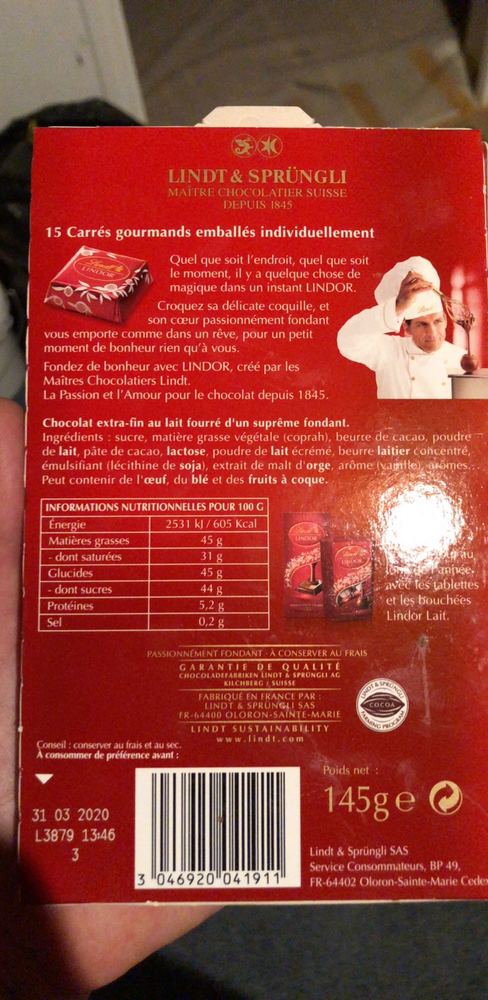 LINDT & SPRÜNGLI
MAÎTRE CHOCOLATIER SUISSE
DEPUIS 1845
15 Carrés gourmands emballés individuellement
Lindt
LINDOR
Quel que soit l'endroit, quel que soit
le moment, il y a quelque chose de
magique dans un instant LINDOR.
Croquez sa délicate coquille, et
son cœur passionnément fondant
vous emporte comme dans un rêve, pour un petit
moment de bonheur rien qu'à vous.
Fondez de bonheur avec LINDOR, créé par les
Maîtres Chocolatiers Lindt.
La Passion et l'Amour pour le chocolat depuis 1845.
Chocolat extra-fin au lait fourré d'un suprême fondant.
Ingrédients : sucre, matière grasse végétale (coprah), beurre de cacao, poudre
de lait, pâte de cacao, lactose, poudre de lait écrémé, beurre laitier concentré,
émulsifiant (lécithine de soja), extrait de malt d'orge, arôme (vanille), arômes.
Peut contenir de l'œuf, du blé et des fruits à coque.
INFORMATIONS NUTRITIONNELLES POUR 100 G
Énergie 2531 kJ / 605 Kcal
Matières grasses 45 g
- dont saturées 31 g
Glucides 45 g
- dont sucres 44 g
Protéines 5,2 g
Sel 0,2 g
LINDOR
LINDOR
au
année,
avec les tablettes
et les bouchées
Lindor Lait.
PASSIONNÉMENT FONDANT - À CONSERVER AU FRAIS
GARANTIE DE QUALITÉ
CHOCOLADEFABRIKEN LINDT & SPRÜNGLI AG
KILCHBERG / SUISSE
FABRIQUÉ EN FRANCE PAR :
LINDT & SPRÜNGLI SAS
FR-64400 OLORON-SAINTE-MARIE
LINDT SUSTAINABILITY
www.lindt.com
LINDT & SPRÜNGLI
COCOA
FARMING PROGRAM
Conseil : conserver au frais et au sec.
À consommer de préférence avant :
31 03 2020
L3879 13:46
3
3 046920 041911
Poids net :
145g e
Lindt & Sprüngli SAS
Service Consommateurs, BP 49,
FR-64402 Oloron-Sainte-Marie Cedex